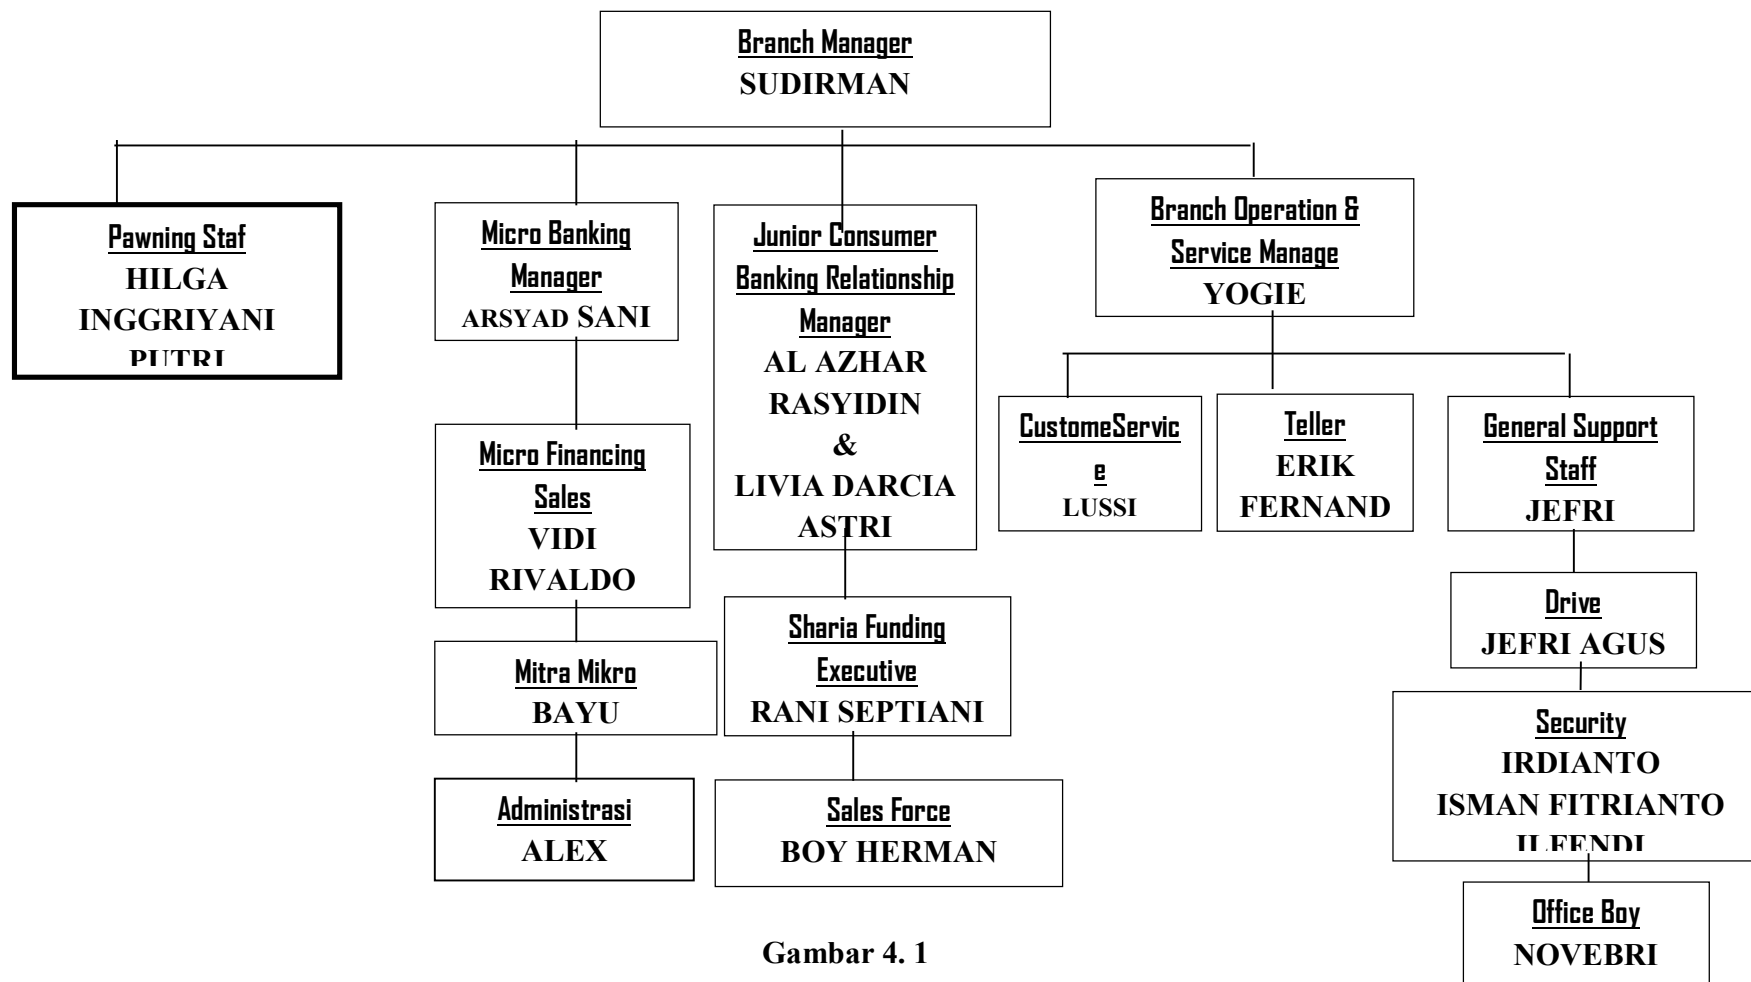 Branch Manager
SUDIRMAN
Pawning Staf
HILGA
INGGRIYANI
PUTRI
Micro Banking
Manager
ARSYAD SANI
Junior Consumer
Banking Relationship
Manager
AL AZHAR
RASYIDIN
&
LIVIA DARCIA
ASTRI
Branch Operation &
Service Manage
YOGIE
Micro Financing
Sales
VIDI
RIVALDO
CustomeServic
e
LUSSI
Teller
ERIK
FERNAND
General Support
Staff
JEFRI
Mitra Mikro
BAYU
Sharia Funding
Executive
RANI SEPTIANI
Drive
JEFRI AGUS
Administrasi
ALEX
Sales Force
BOY HERMAN
Security
IRDIANTO
ISMAN FITRIANTO
ILFENDI
Office Boy
NOVEBRI
Gambar 4. 1